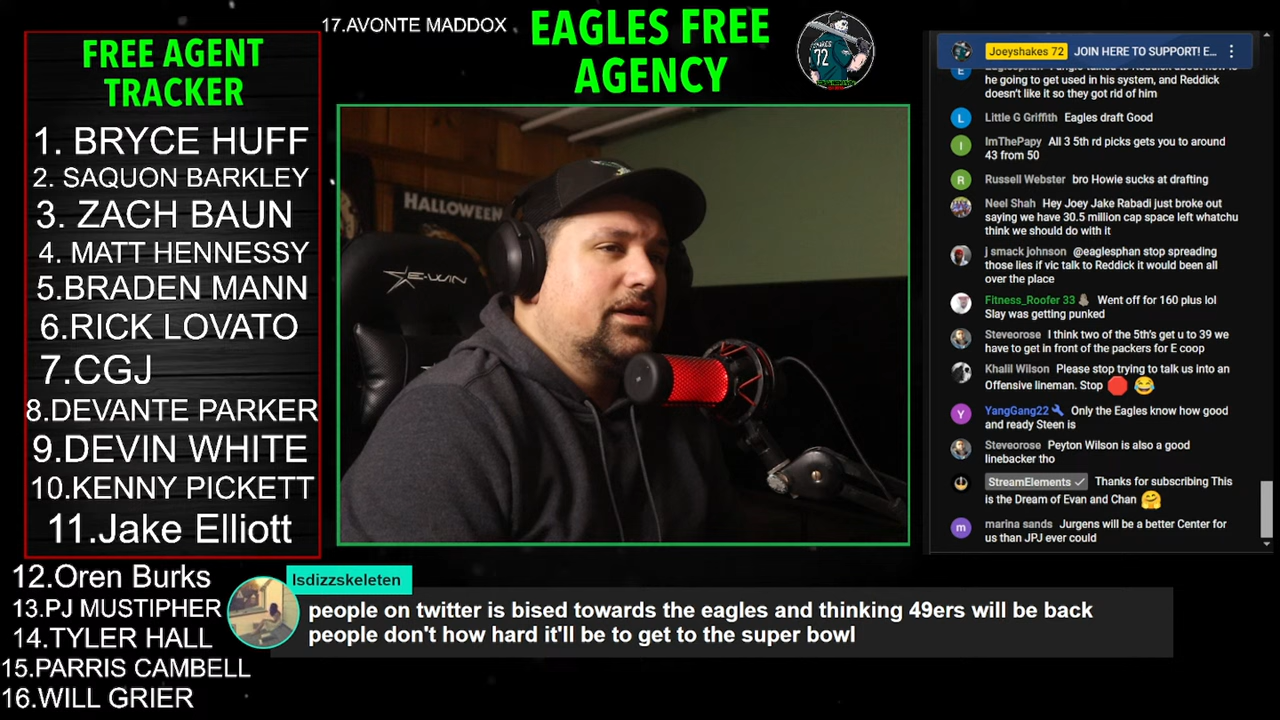 17.AVONTE MADDOX
EAGLES FREE
AGENCY
FREE AGENT
TRACKER
1. BRYCE HUFF
2. SAQUON BARKLEY
3. ZACH BAUN
4. MATT HENNESSY
5.BRADEN MANN
6.RICK LOVATO
7.CGJ
8.DEVANTE PARKER
9.DEVIN WHITE
10.KENNY PICKETT
11.Jake Elliott
12.Oren Burks
13.PJ MUSTIPHER
14.TYLER HALL
15.PARRIS CAMBELL
16.WILL GRIER
72
HALLOWEEN
E-WIN
Joeyshakes 72 JOIN HERE TO SUPPORT! E...
he going to get used in his system, and Reddick
doesn't like it so they got rid of him
Little G Griffith Eagles draft Good
ImThePapy All 3 5th rd picks gets you to around
43 from 50
Russell Webster bro Howie sucks at drafting
Neel Shah Hey Joey Jake Rabadi just broke out
saying we have 30.5 million cap space left whatchu
think we should do with it
j smack johnson @eaglesphan stop spreading
those lies if vic talk to Reddick it would been all
over the place
Fitness_Roofer 33 Went off for 160 plus lol
Slay was getting punked
Steveorose I think two of the 5th's get u to 39 we
have to get in front of the packers for E coop
Khalil Wilson Please stop trying to talk us into an
Offensive lineman. Stop
YangGang22 Only the Eagles know how good
and ready Steen is
Steveorose Peyton Wilson is also a good
linebacker tho
StreamElements Thanks for subscribing This
is the Dream of Evan and Chan
marina sands Jurgens will be a better Center for
us than JPJ ever could
Isdizzskeleten
people on twitter is bised towards the eagles and thinking 49ers will be back
people don't how hard it'll be to get to the super bowl